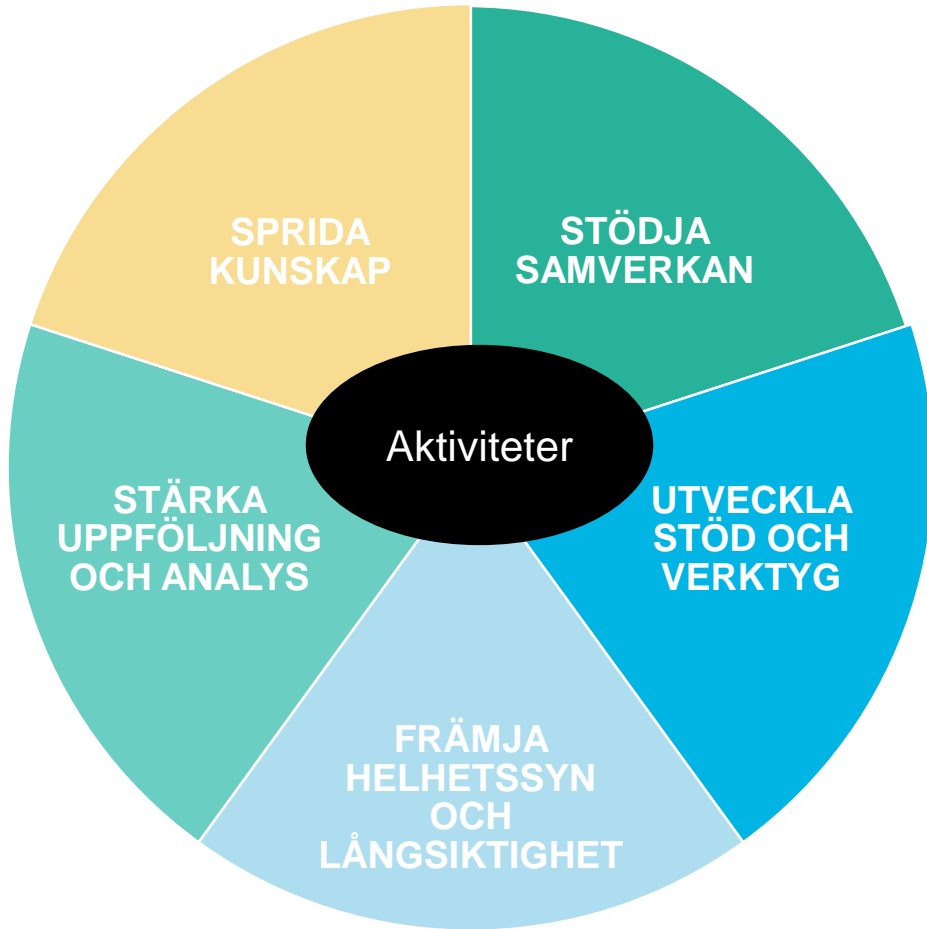 SPRIDA
KUNSKAP
STÖDJA
SAMVERKAN
Aktiviteter
STÄRKA
UPPFÖLJNING
OCH ANALYS
UTVECKLA
STÖD OCH
VERKTYG
FRÄMJA
HELHETSSYN
OCH
LÅNGSIKTIGHET